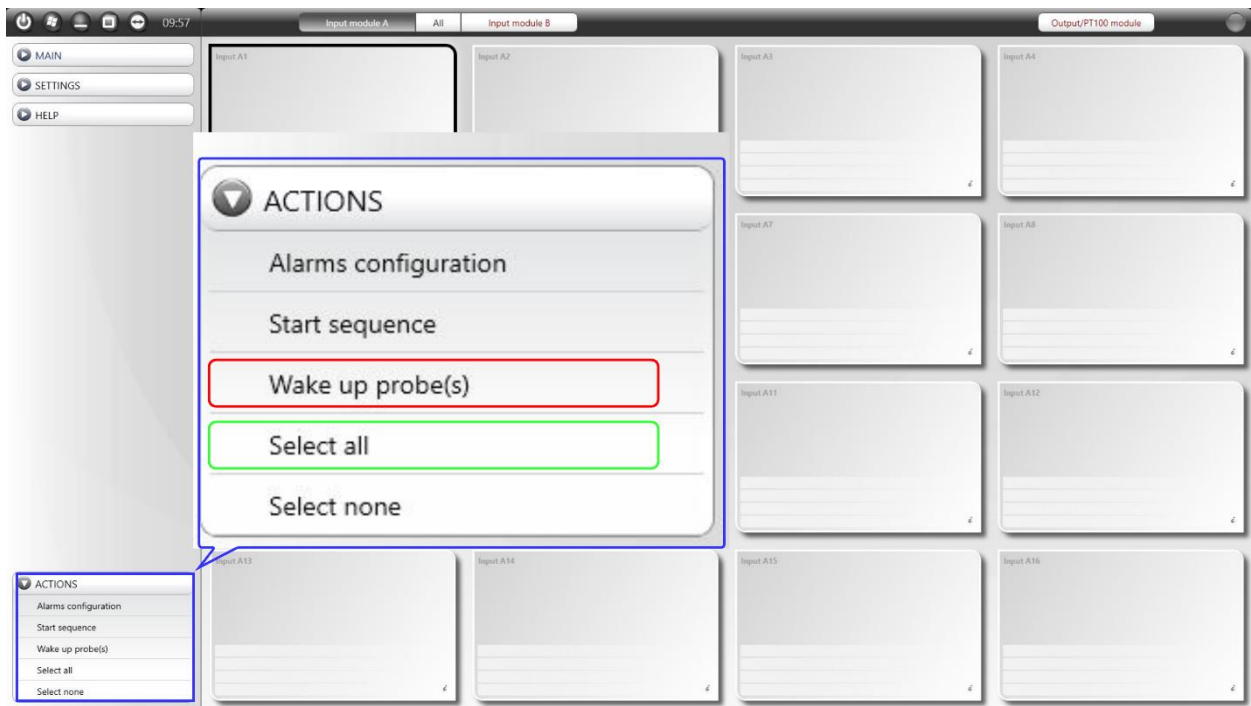 09:57
Input module A
All
Input module B
Output/PT100 module
MAIN
SETTINGS
HELP
Input A1
Input A2
Input A3
Input A4
ACTIONS
Alarms configuration
Start sequence
Wake up probe(s)
Select all
Select none
i
i
Input A7
Input A8
i
i
Input A11
Input A12
i
i
Input A13
Input A14
Input A15
Input A16
i
i
i
i
ACTIONS
Alarms configuration
Start sequence
Wake up probe(s)
Select all
Select none